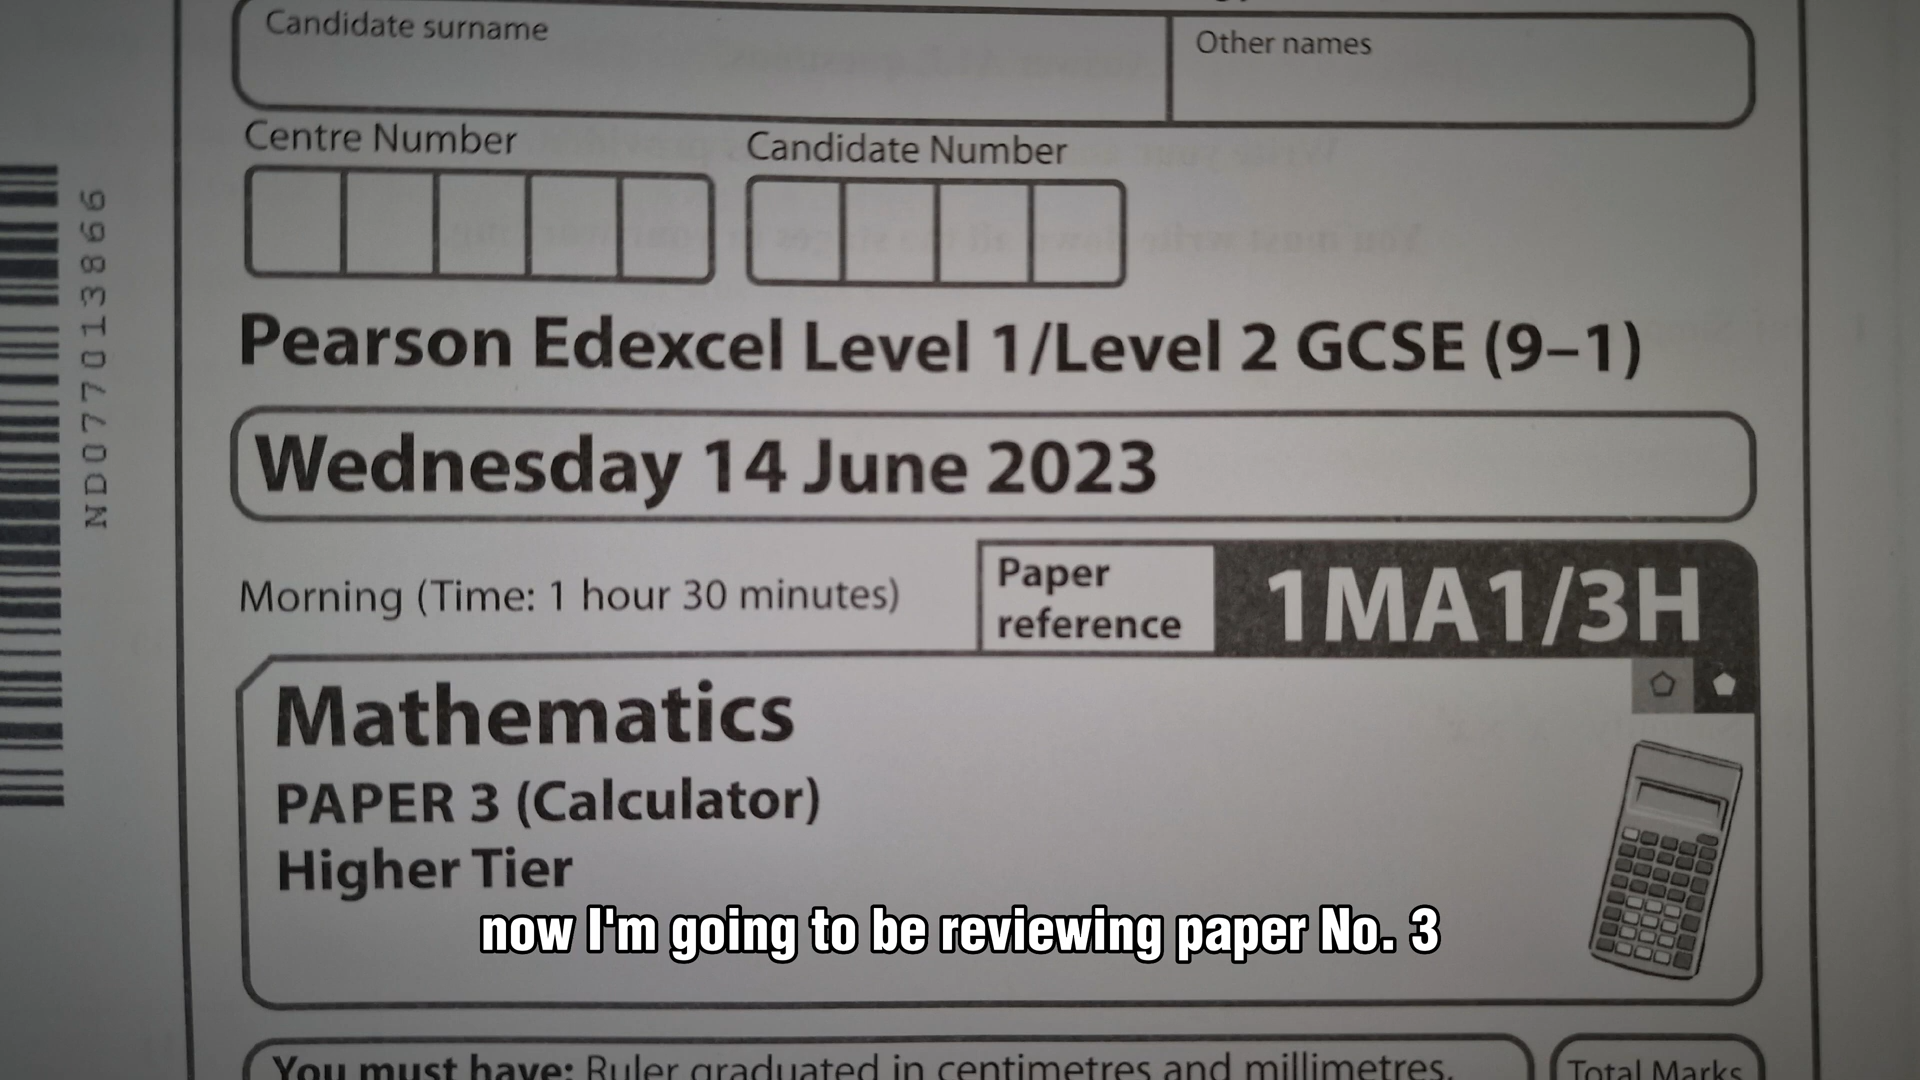 Candidate surname
Other names
Centre Number
Candidate Number
Pearson Edexcel Level 1/Level 2 GCSE (9–1)
Wednesday 14 June 2023
Morning (Time: 1 hour 30 minutes)
Paper reference
1MA1/3H
Mathematics
PAPER 3 (Calculator)
Higher Tier
now I'm going to be reviewing paper No. 3
You must have: Ruler graduated in centimetres and millimetres,
Total Marks
ND077013866